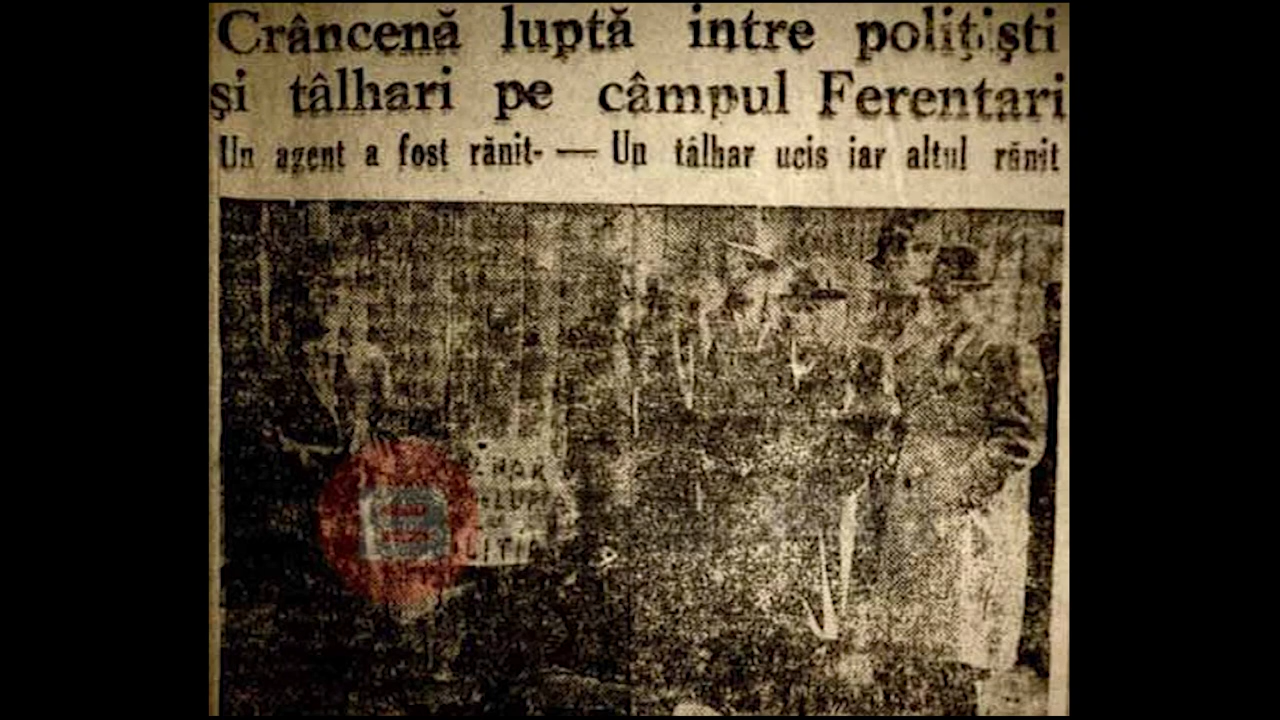 Crâncenă luptă intre polițiști
și tâlhari pe câmpul Ferentari
Un agent a fost rănit- — Un tâlhar ucis iar altul rănit